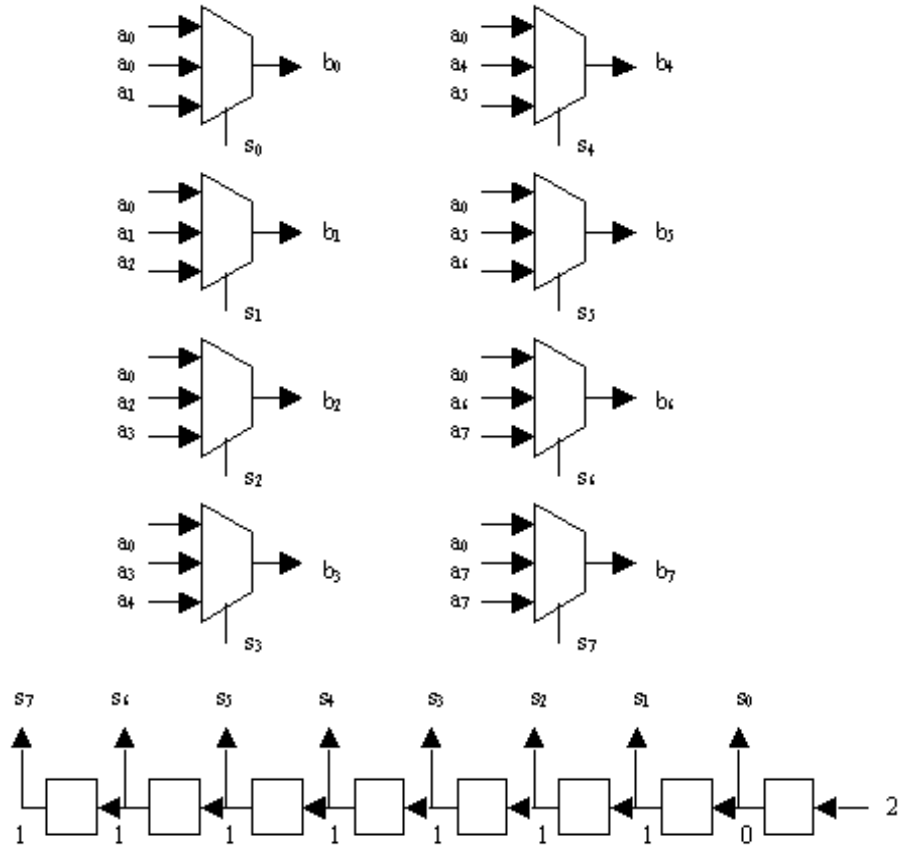 a₀ a₀
a₀ b₀ a₄ b₄
a₁ a₅
s₀ s₄
a₀ a₀
a₁ b₁ a₅ b₅
a₂ a₆
s₁ s₅
a₀ a₀
a₂ b₂ a₆ b₆
a₃ a₇
s₂ s₆
a₀ a₀
a₃ b₃ a₇ b₇
a₄ a₇
s₃ s₇
s₇ s₆ s₅ s₄ s₃ s₂ s₁ s₀
2
1 1 1 1 1 1 1 0